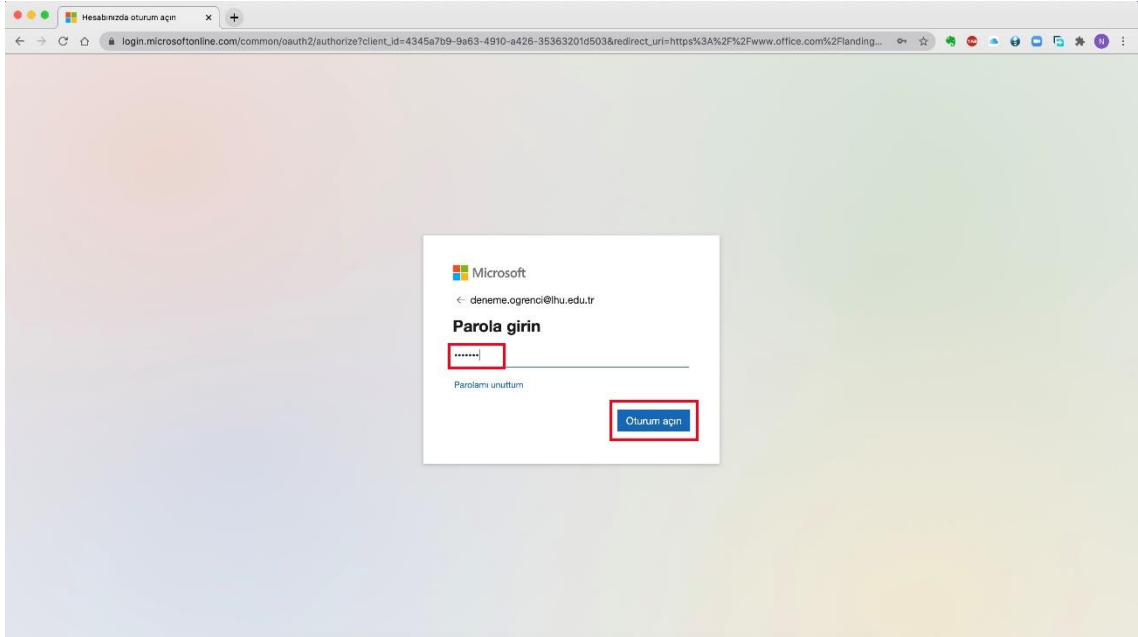 Hesabınızda oturum açın
login.microsoftonline.com/common/oauth2/authorize?client_id=4345a7b9-9a63-4910-a426-35363201d503&redirect_uri=https%3A%2F%2Fwww.office.com%2Flanding...
Microsoft
deneme.ogrenci@lhu.edu.tr
Parola girin
Parolamı unuttum
Oturum açın